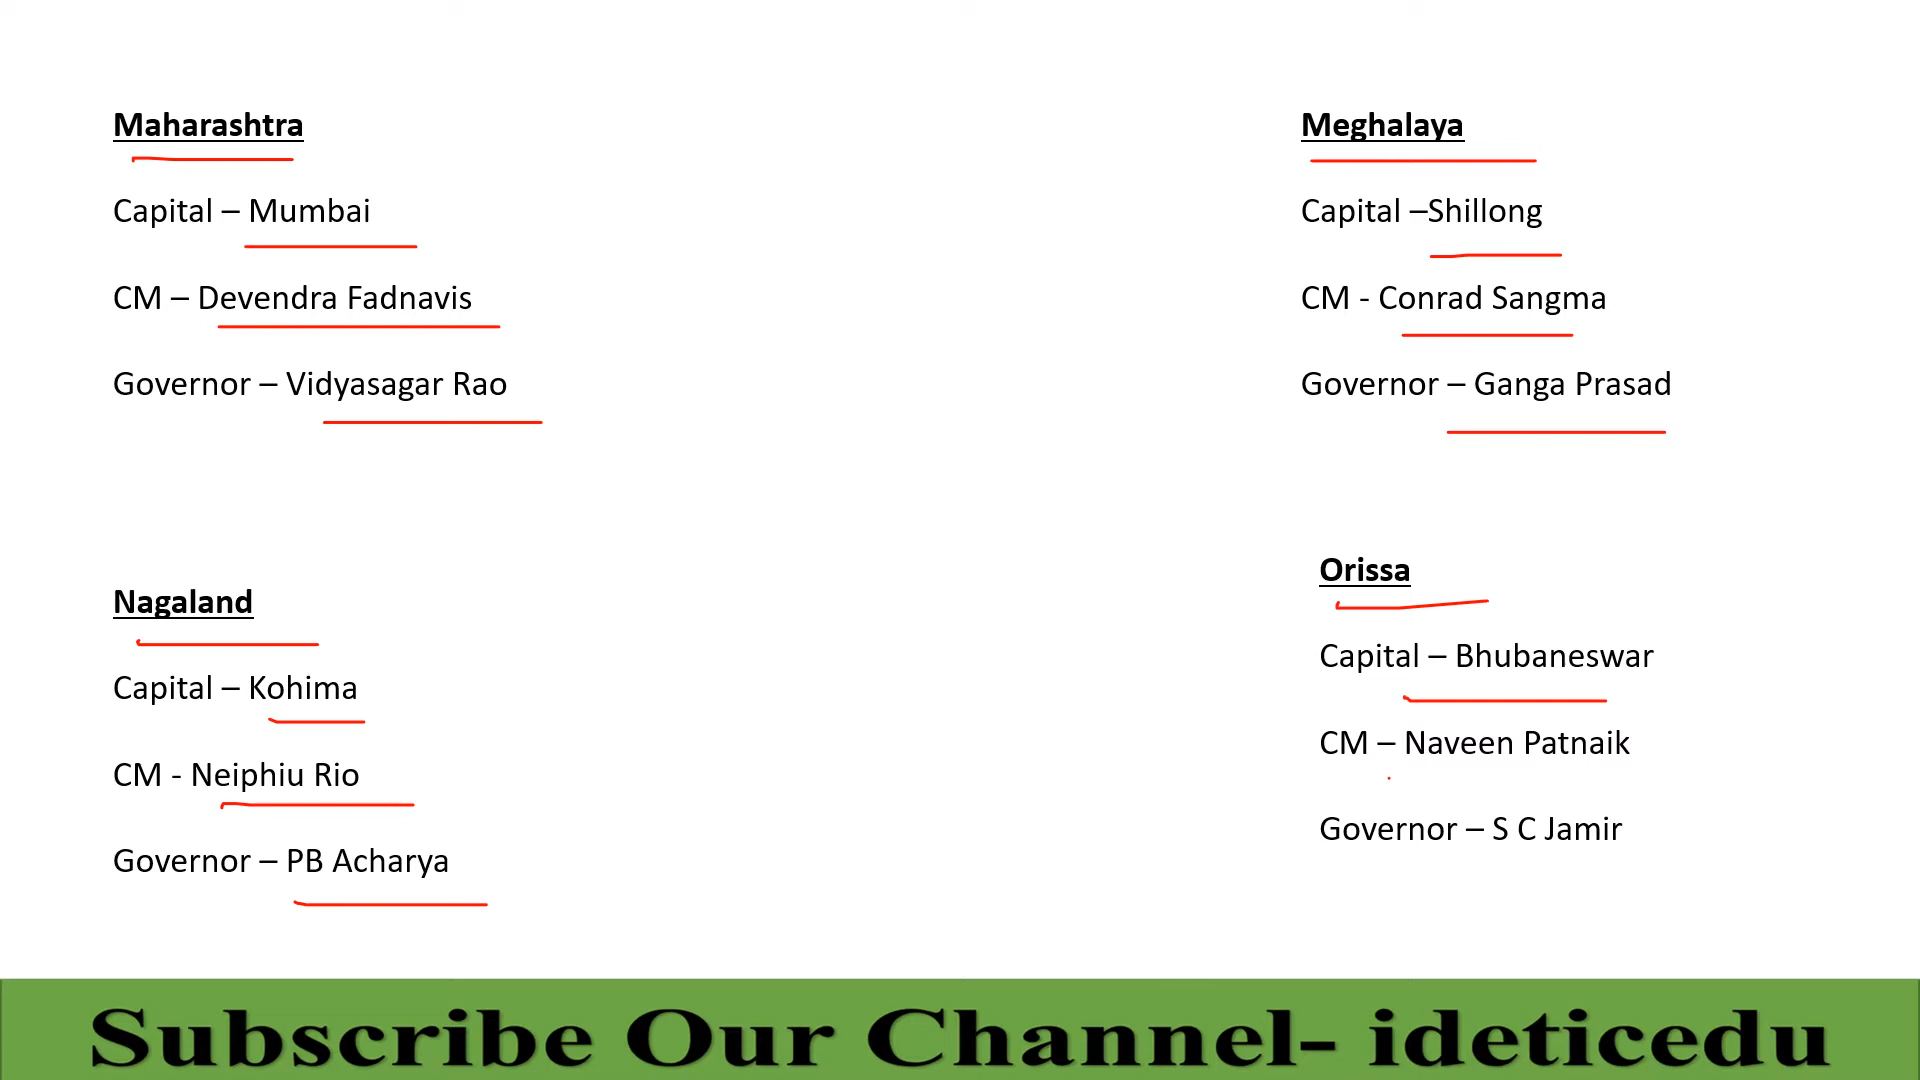 Maharashtra
Capital – Mumbai
CM – Devendra Fadnavis
Governor – Vidyasagar Rao
Meghalaya
Capital –Shillong
CM - Conrad Sangma
Governor – Ganga Prasad
Nagaland
Capital – Kohima
CM - Neiphiu Rio
Governor – PB Acharya
Orissa
Capital – Bhubaneswar
CM – Naveen Patnaik
Governor – S C Jamir
Subscribe Our Channel- ideticedu